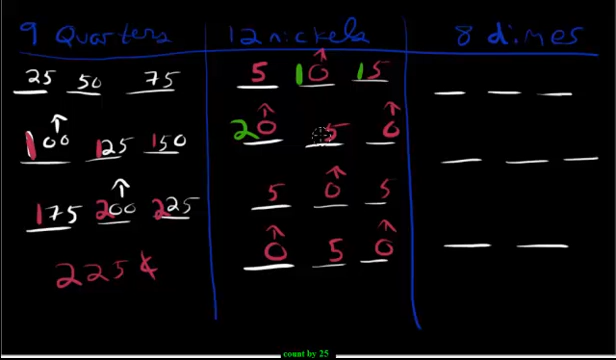 9 Quarters 12 nickels 8 dimes
25 50 75 5 10 15
100 125 150 20 5 0
175 200 225 5 0 5
225¢ 0 5 0
count by 25